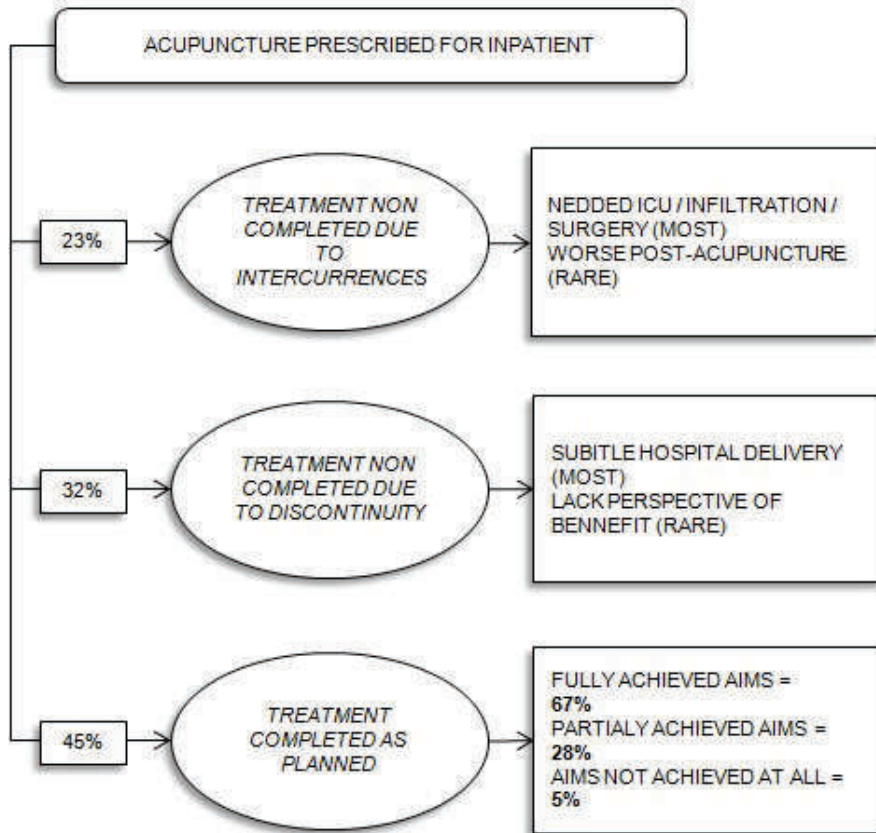 ACUPUNCTURE PRESCRIBED FOR INPATIENT
23%
TREATMENT NON
COMPLETED DUE
TO
INTERCURRENCES
NEDDED ICU / INFILTRATION /
SURGERY (MOST)
WORSE POST-ACUPUNCTURE
(RARE)
32%
TREATMENT NON
COMPLETED DUE
TO DISCONTINUITY
SUBITLE HOSPITAL DELIVERY
(MOST)
LACK PERSPECTIVE OF
BENNEFIT (RARE)
45%
TREATMENT
COMPLETED AS
PLANNED
FULLY ACHIEVED AIMS =
67%
PARTIALY ACHIEVED AIMS =
28%
AIMS NOT ACHIEVED AT ALL =
5%